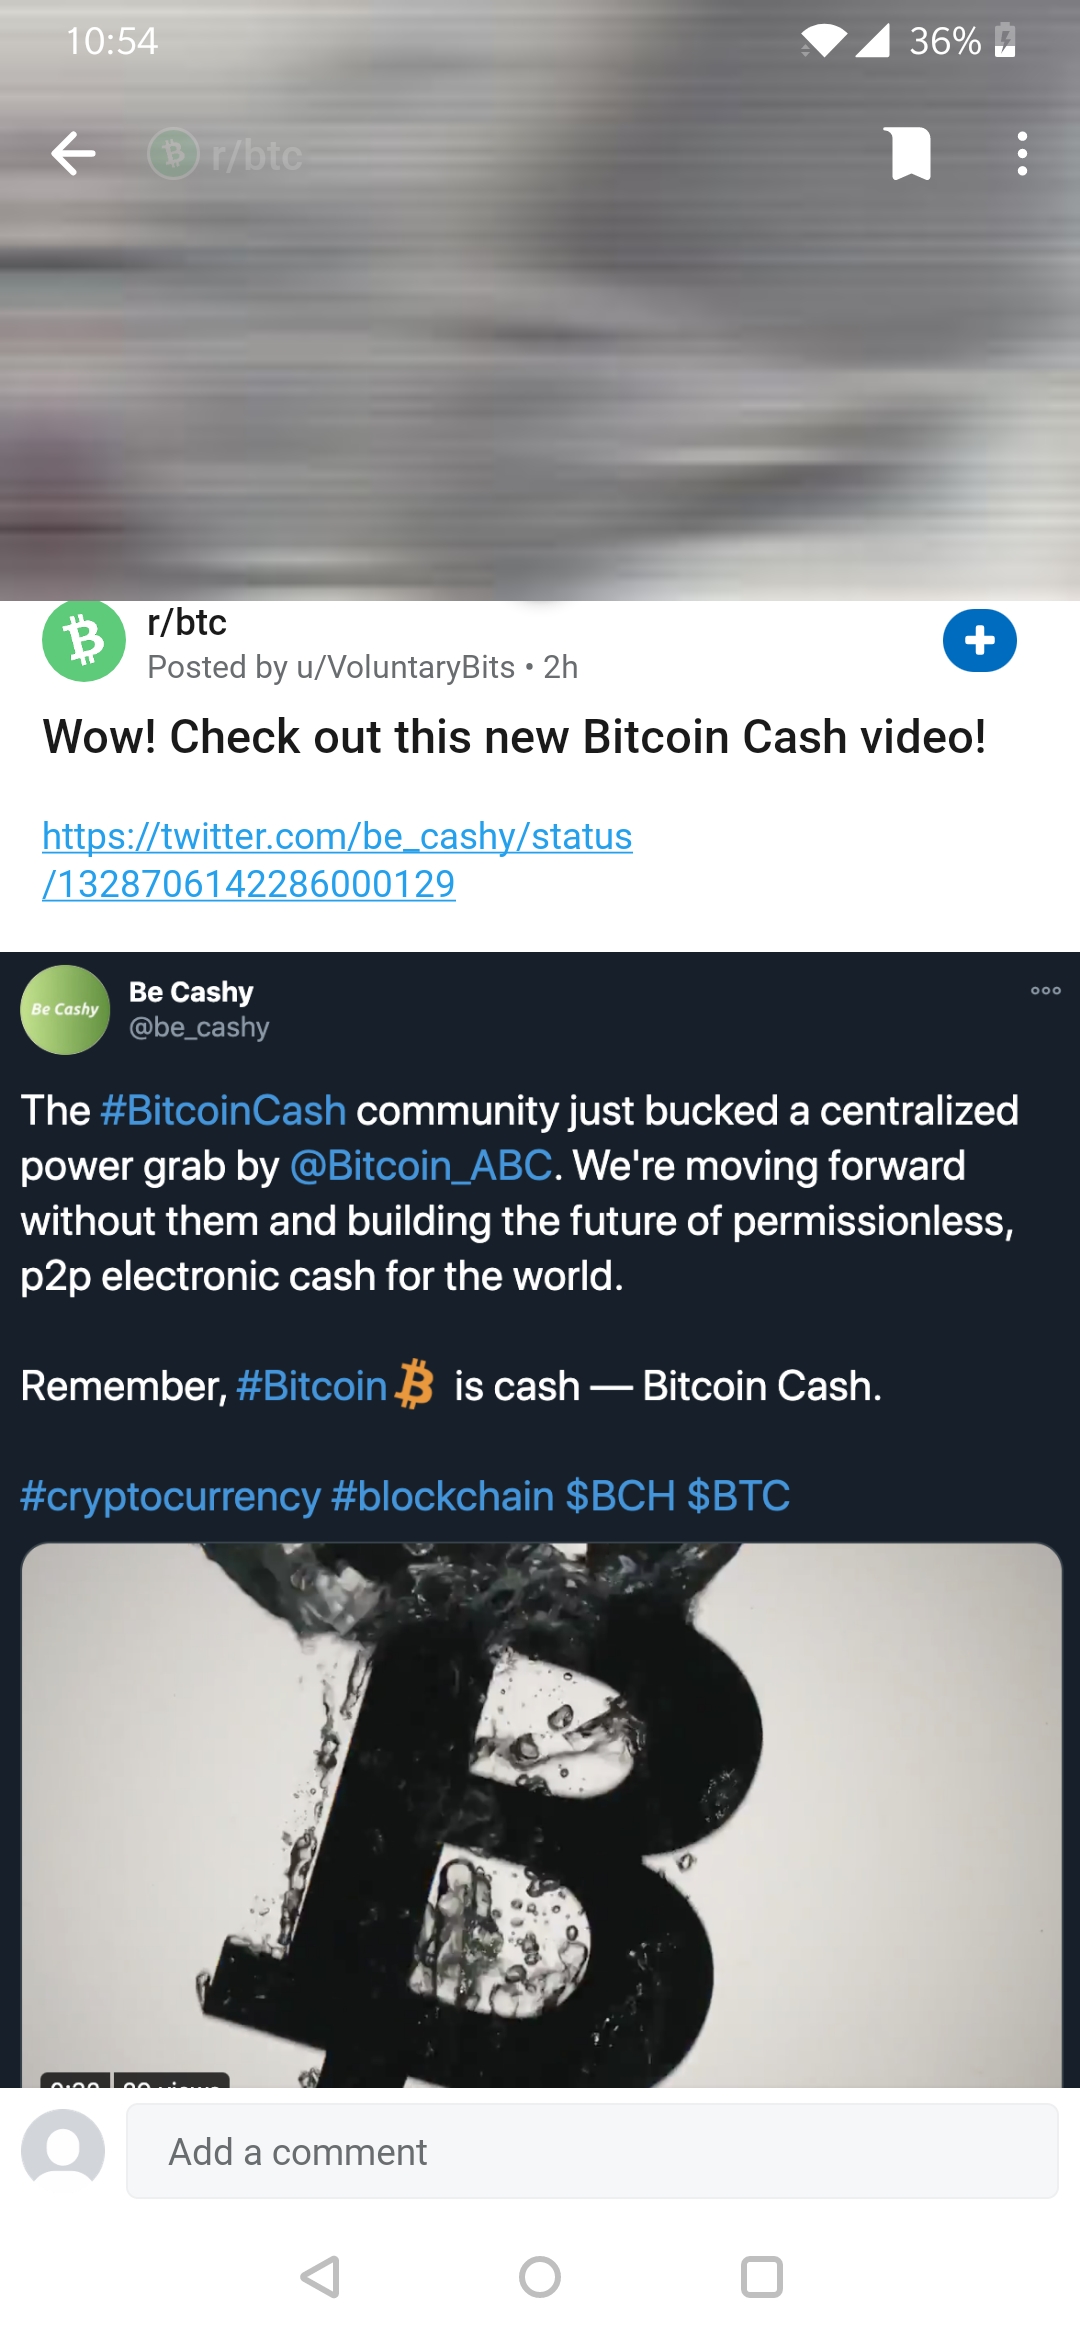 10:54
36%
r/btc
r/btc
Posted by u/VoluntaryBits • 2h
Wow! Check out this new Bitcoin Cash video!
https://twitter.com/be_cashy/status
/1328706142286000129
Be Cashy
Be Cashy
@be_cashy
The #BitcoinCash community just bucked a centralized
power grab by @Bitcoin_ABC. We're moving forward
without them and building the future of permissionless,
p2p electronic cash for the world.
Remember, #Bitcoin₿ is cash — Bitcoin Cash.
#cryptocurrency #blockchain $BCH $BTC
views
Add a comment